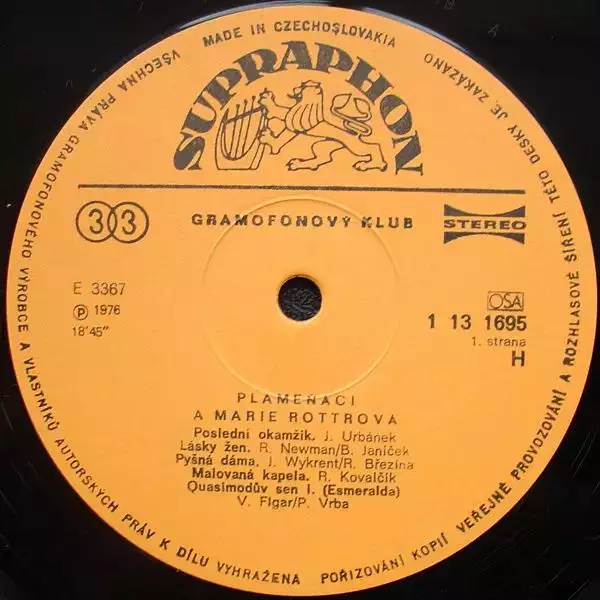 MADE IN CZECHOSLOVAKIA
SUPRAPHON
33
GRAMOFONOVÝ KLUB
STEREO
E 3367
Ⓟ 1976
18'45"
OSA
1 13 1695
1. strana
H
PLAMEŇÁCI
A MARIE ROTTROVÁ
Poslední okamžik. J. Urbánek
Lásky žen. R. Newman/B. Janíček
Pyšná dáma. J. Wykrent/R. Březina
Malovaná kapela. R. Kovalčík
Quasimodův sen I. (Esmeralda)
V. Figar/P. Vrba
VŠECHNA PRÁVA GRAMOFONOVÉHO VÝROBCE A VLASTNÍKŮ AUTORSKÝCH PRÁV K DÍLU VYHRAŽENA POŘIZOVÁNÍ KOPIÍ VEŘEJNÉ PROVOZOVÁNÍ A ROZHLASOVÉ ŠÍŘENÍ TÉTO DESKY JE ZAKÁZÁNO